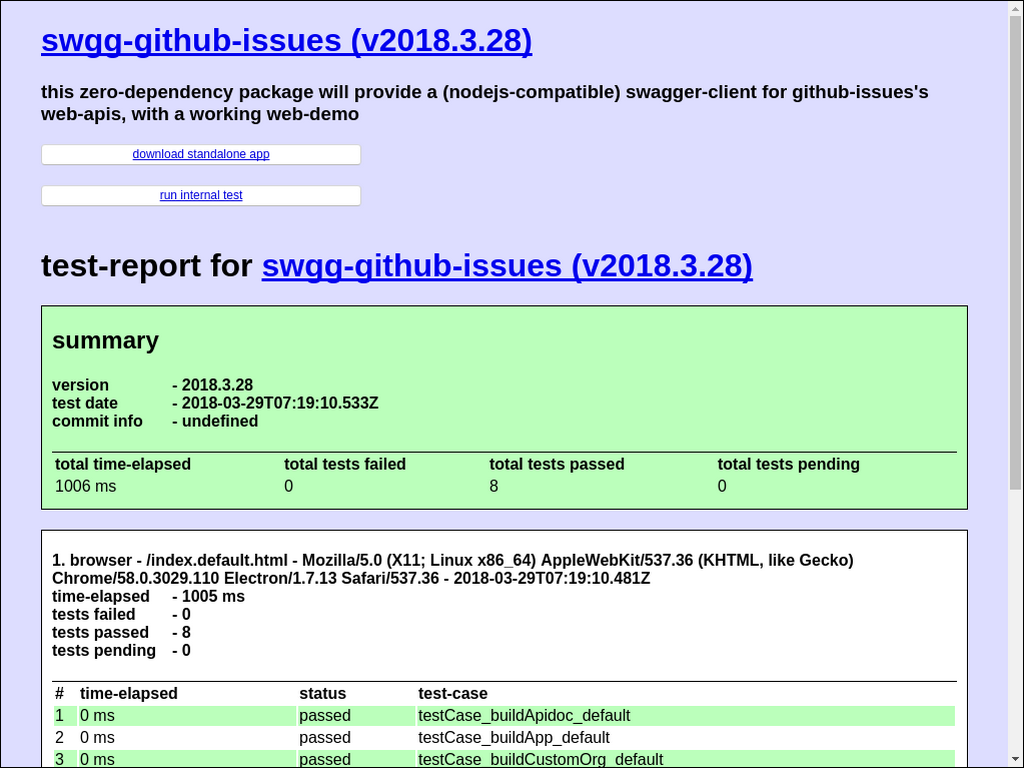 swgg-github-issues (v2018.3.28)
this zero-dependency package will provide a (nodejs-compatible) swagger-client for github-issues's
web-apis, with a working web-demo
download standalone app
run internal test
test-report for swgg-github-issues (v2018.3.28)
summary
version - 2018.3.28
test date - 2018-03-29T07:19:10.533Z
commit info - undefined
total time-elapsed total tests failed total tests passed total tests pending
1006 ms 0 8 0
1. browser - /index.default.html - Mozilla/5.0 (X11; Linux x86_64) AppleWebKit/537.36 (KHTML, like Gecko)
Chrome/58.0.3029.110 Electron/1.7.13 Safari/537.36 - 2018-03-29T07:19:10.481Z
time-elapsed - 1005 ms
tests failed - 0
tests passed - 8
tests pending - 0
# time-elapsed status test-case
1 0 ms passed testCase_buildApidoc_default
2 0 ms passed testCase_buildApp_default
3 0 ms passed testCase_buildCustomOrg_default